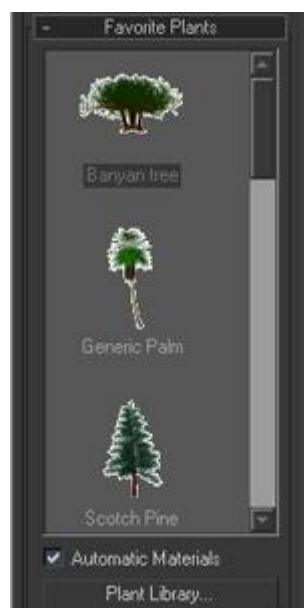 - Favorite Plants
Banyan tree
Generic Palm
Scotch Pine
Automatic Materials
Plant Library...